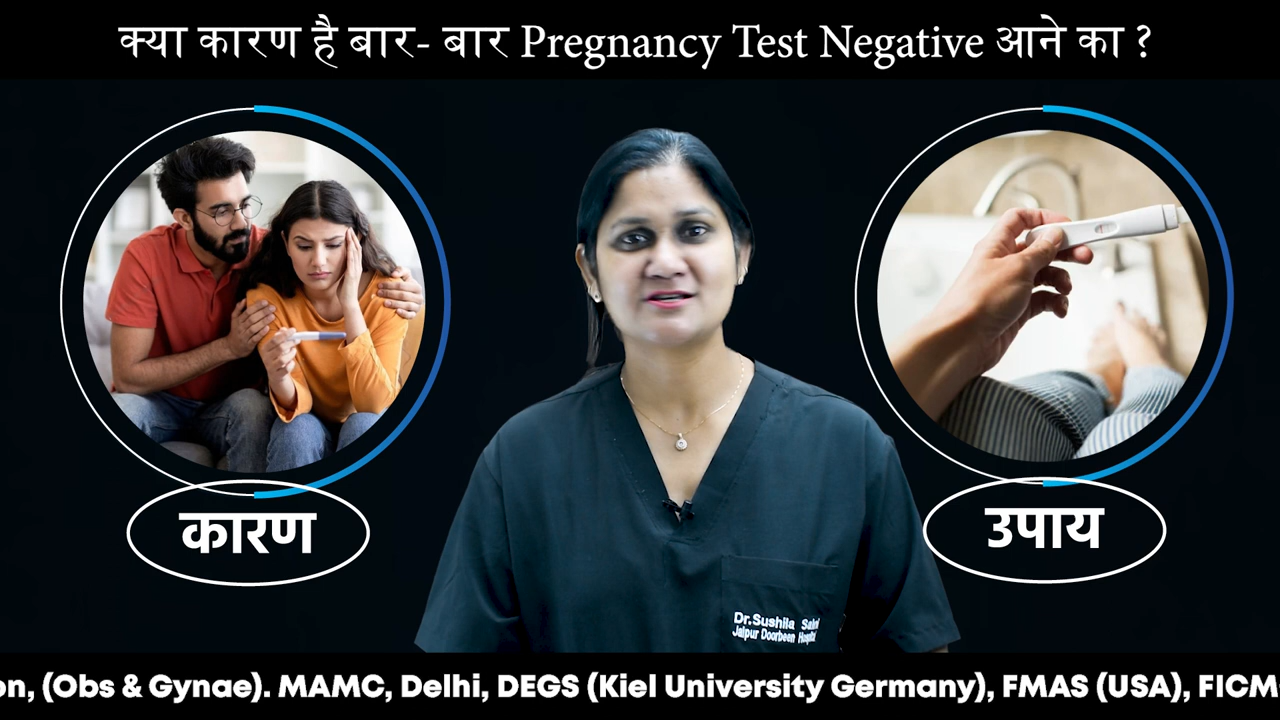 क्या कारण है बार- बार Pregnancy Test Negative आने का ?
कारण
उपाय
Dr.Sushila
Jaipur Doorbeen Hospital
on, (Obs & Gynae). MAMC, Delhi, DEGS (Kiel University Germany), FMAS (USA), FICM